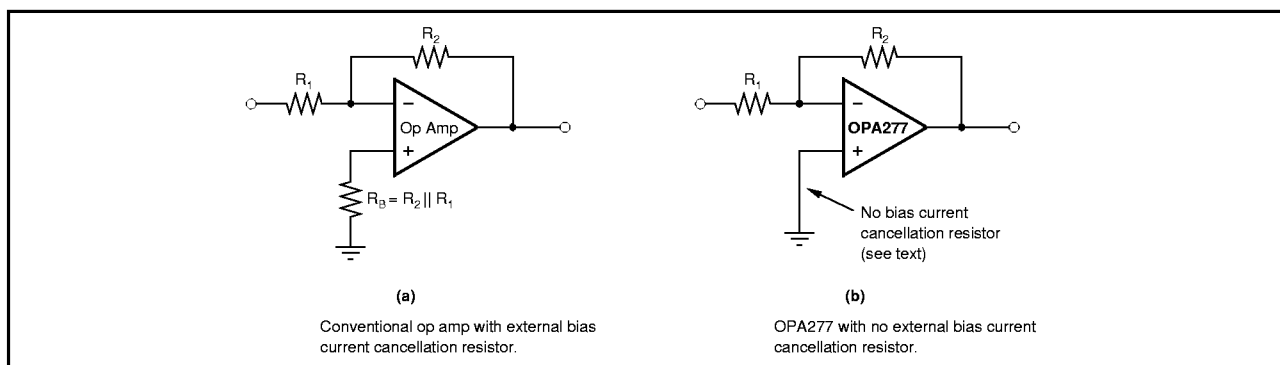 R2
R1
−
Op Amp
+
RB = R2 || R1
(a)
Conventional op amp with external bias
current cancellation resistor.
R2
R1
−
OPA277
+
No bias current
cancellation resistor
(see text)
(b)
OPA277 with no external bias current
cancellation resistor.